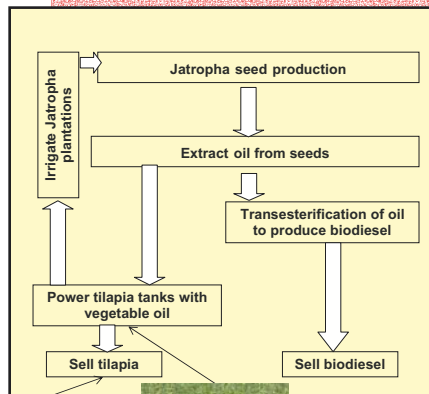 Jatropha seed production
Irrigate Jatropha
plantations
Extract oil from seeds
Transesterification of oil
to produce biodiesel
Power tilapia tanks with
vegetable oil
Sell tilapia
Sell biodiesel